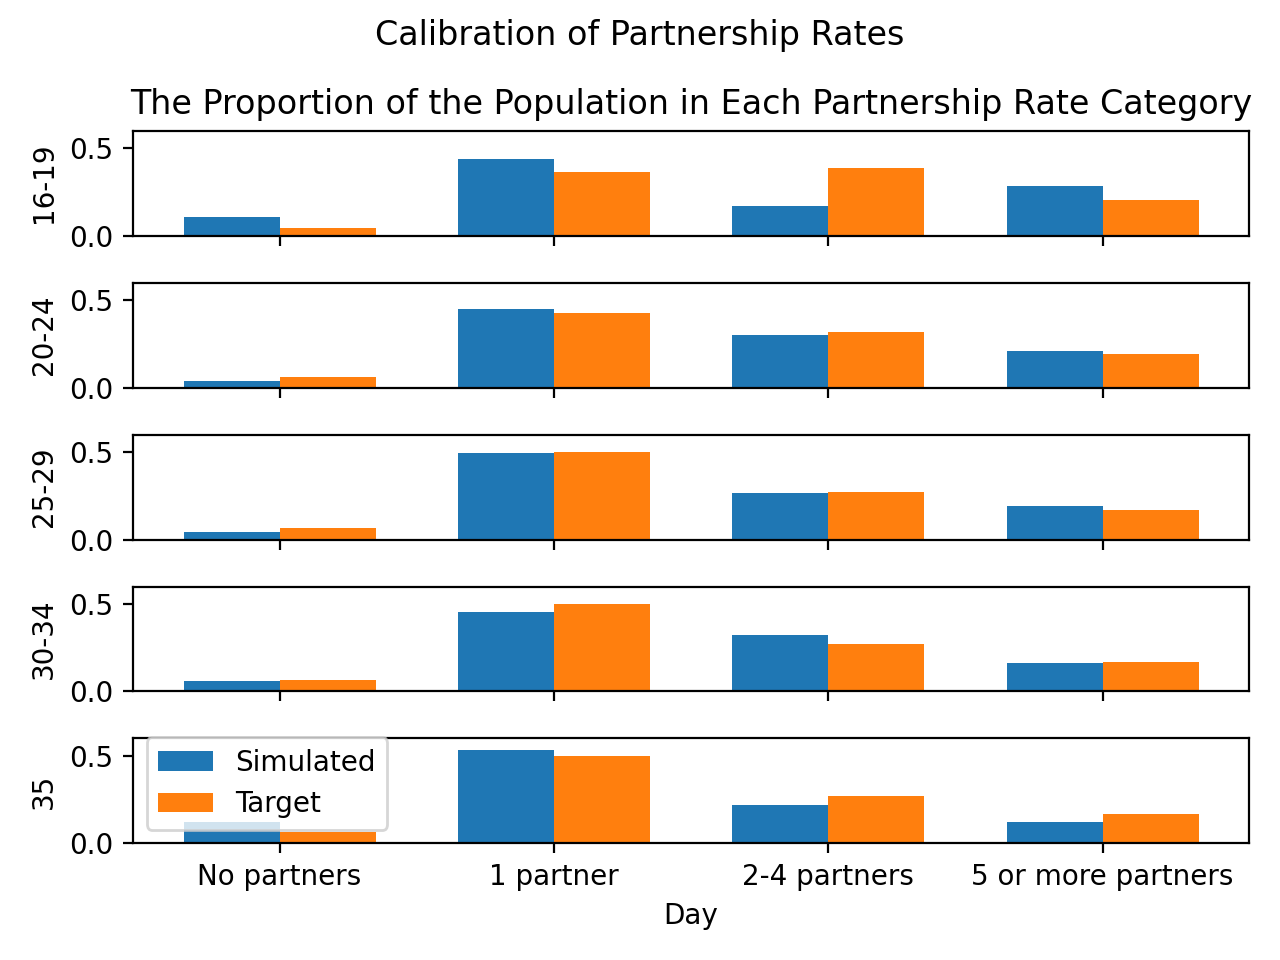 Calibration of Partnership Rates
The Proportion of the Population in Each Partnership Rate Category
0.5
16-19
0.0
0.5
20-24
0.0
0.5
25-29
0.0
0.5
30-34
0.0
0.5
35
0.0
Simulated
Target
No partners 1 partner 2-4 partners 5 or more partners
Day